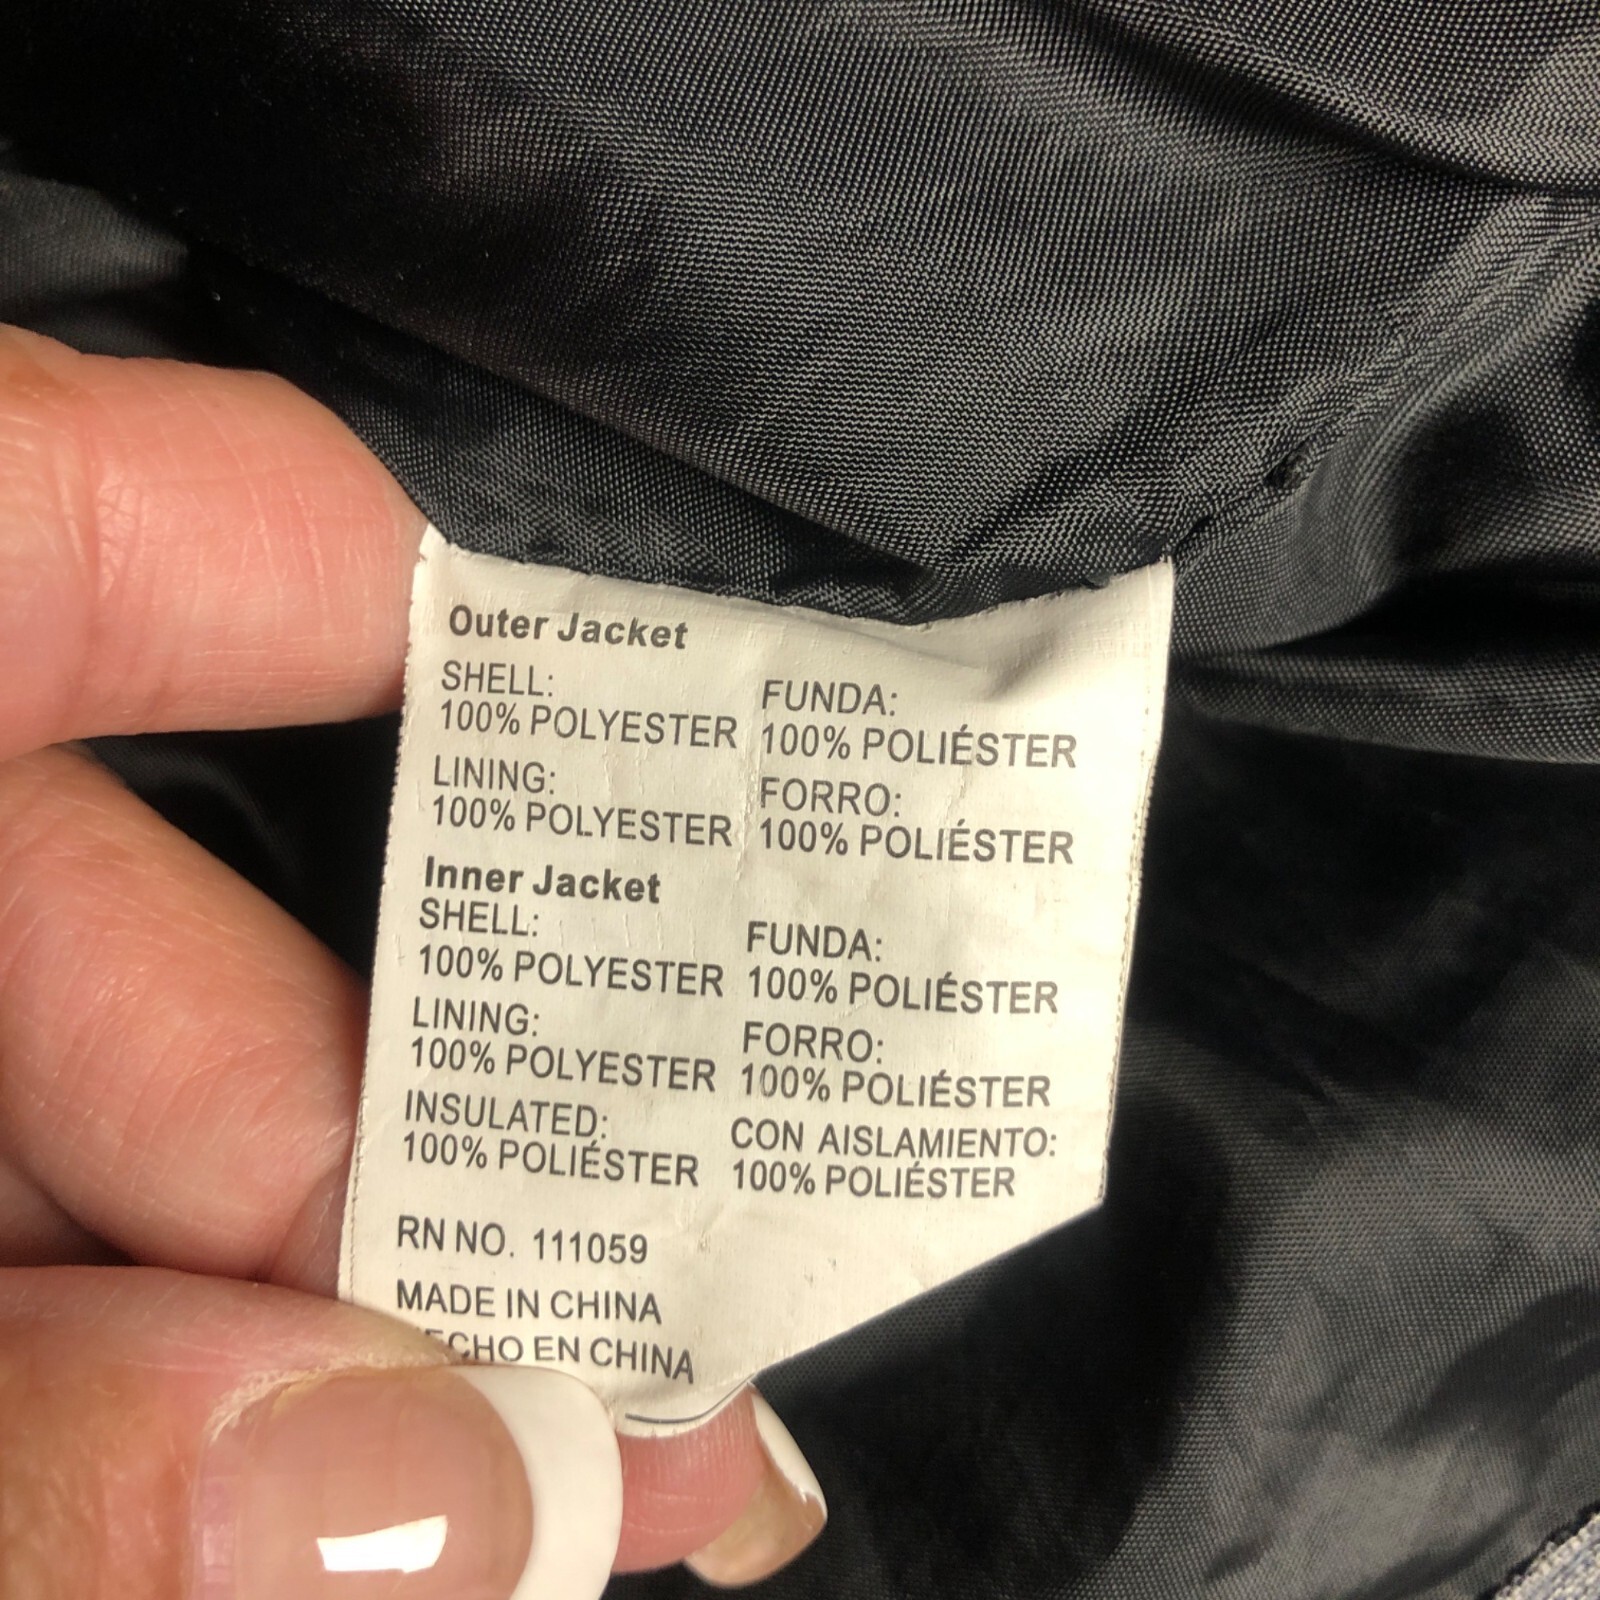 Outer Jacket
SHELL:
100% POLYESTER
FUNDA:
100% POLIÉSTER
LINING:
100% POLYESTER
FORRO:
100% POLIÉSTER
Inner Jacket
SHELL:
100% POLYESTER
FUNDA:
100% POLIÉSTER
LINING:
100% POLYESTER
FORRO:
100% POLIÉSTER
INSULATED:
100% POLIÉSTER
CON AISLAMIENTO:
100% POLIÉSTER
RN NO. 111059
MADE IN CHINA
EN CHINA